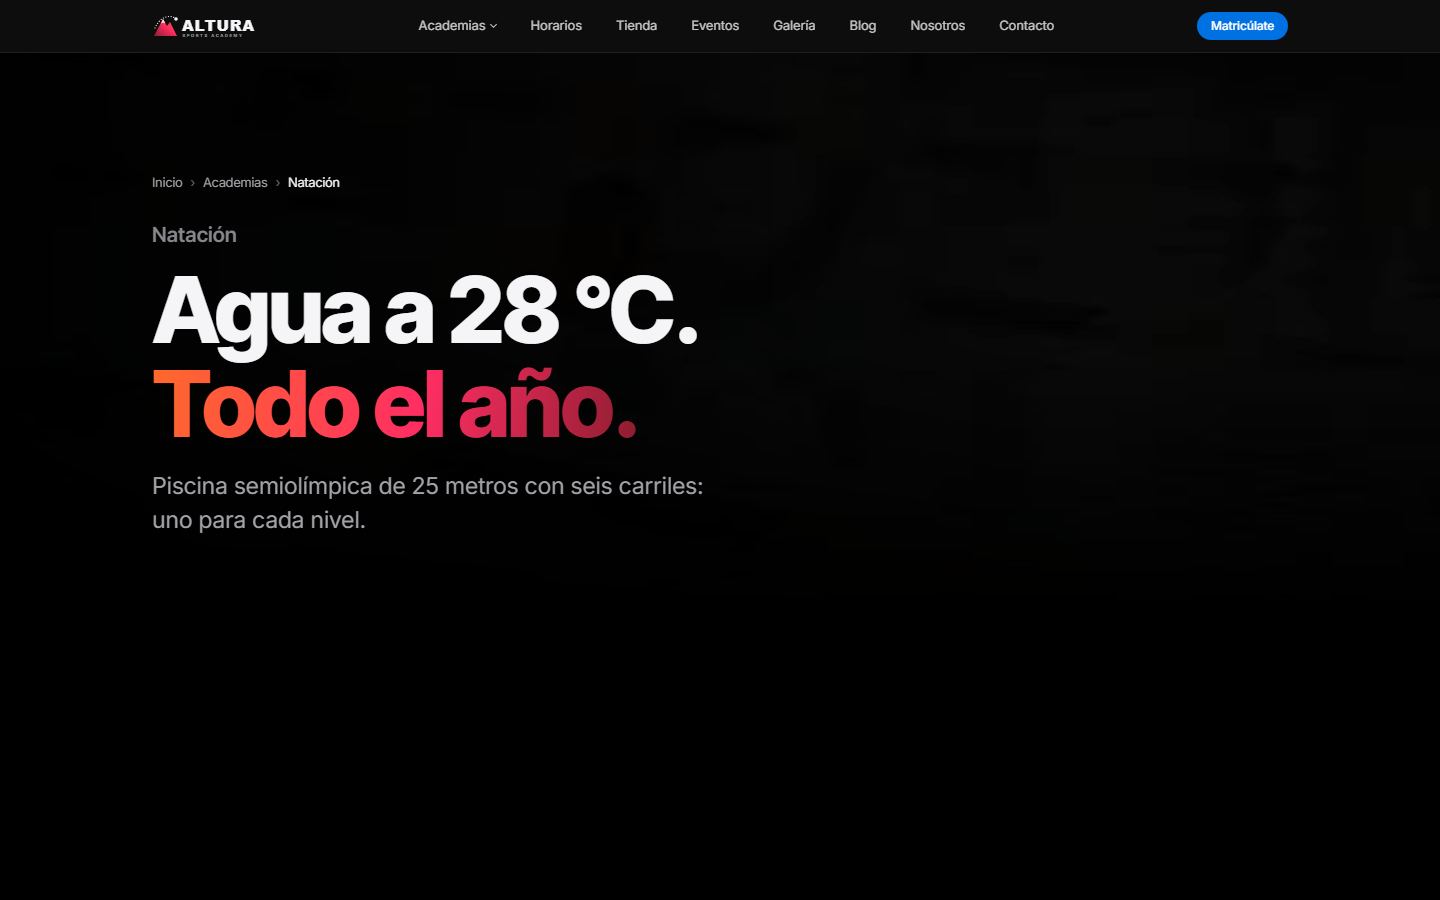 ALTURA
SPORTS ACADEMY
Academias
Horarios
Tienda
Eventos
Galería
Blog
Nosotros
Contacto
Matricúlate
Inicio › Academias › Natación
Natación
Agua a 28 °C.
Todo el año.
Piscina semiolímpica de 25 metros con seis carriles:
uno para cada nivel.